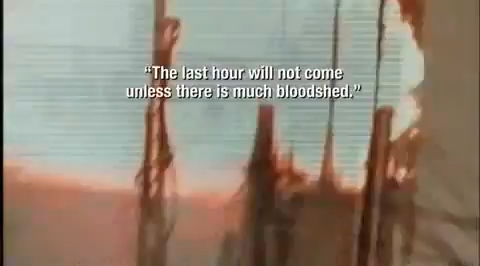 “The last hour will not come
unless there is much bloodshed.”